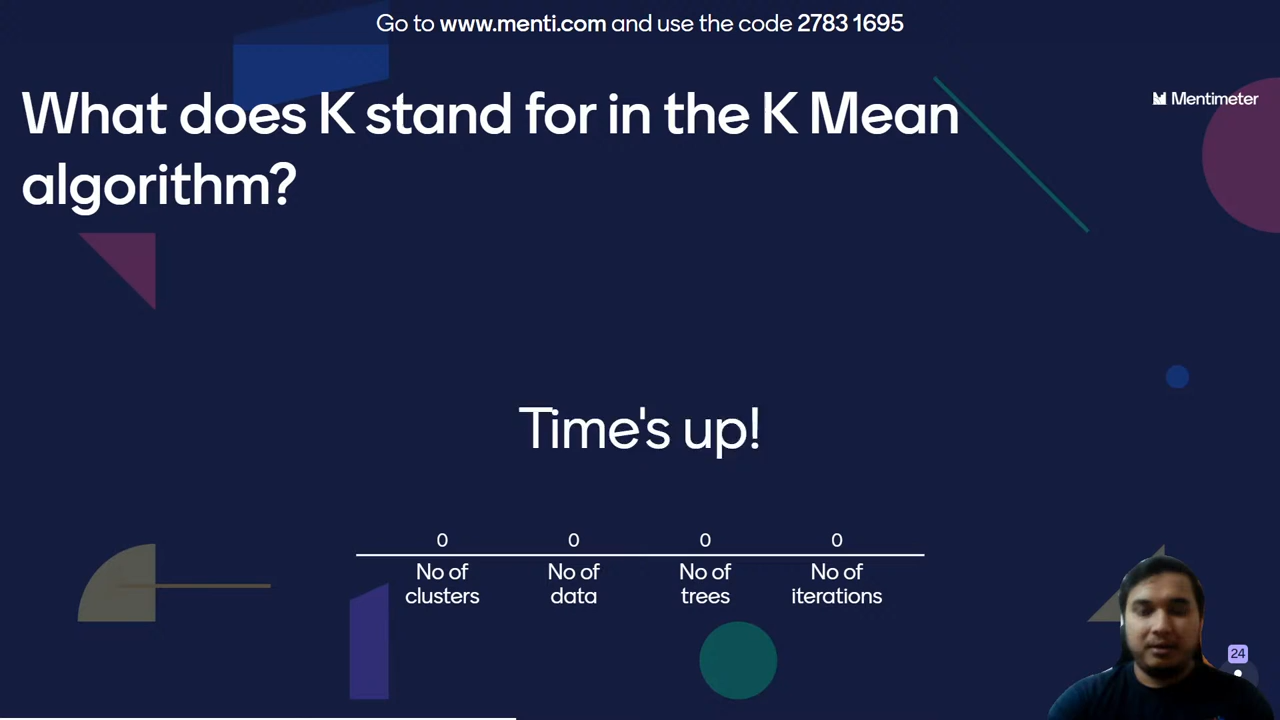 Go to www.menti.com and use the code 2783 1695
What does K stand for in the K Mean
algorithm?
Mentimeter
Time's up!
0 0 0 0
No of No of No of No of
clusters data trees iterations
24